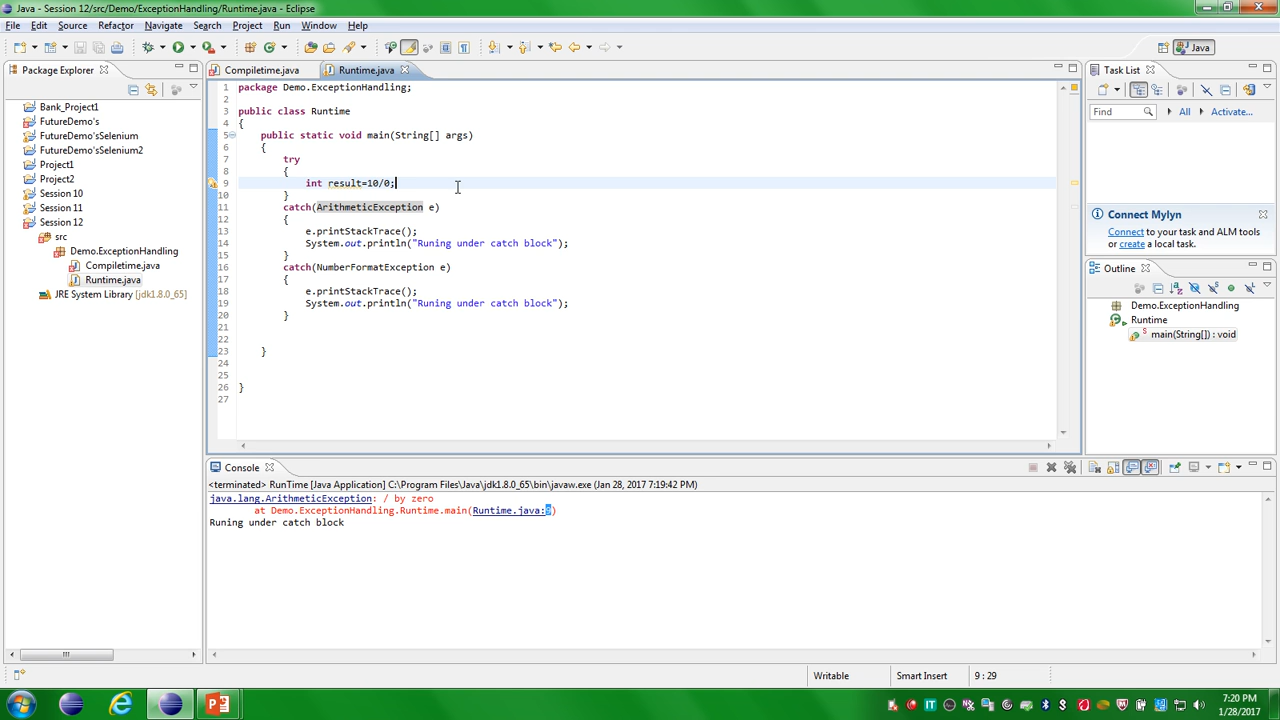 Java - Session 12/src/Demo/ExceptionHandling/Runtime.java - Eclipse
File Edit Source Refactor Navigate Search Project Run Window Help
Java
Package Explorer
Bank_Project1
FutureDemo's
FutureDemo'sSelenium
FutureDemo'sSelenium2
Project1
Project2
Session 10
Session 11
Session 12
src
Demo.ExceptionHandling
Compiletime.java
Runtime.java
JRE System Library [jdk1.8.0_65]
Compiletime.java Runtime.java
1 package Demo.ExceptionHandling;
2
3 public class Runtime
4 {
5 public static void main(String[] args)
6 {
7 try
8 {
9 int result=10/0;
10 }
11 catch(ArithmeticException e)
12 {
13 e.printStackTrace();
14 System.out.println("Runing under catch block");
15 }
16 catch(NumberFormatException e)
17 {
18 e.printStackTrace();
19 System.out.println("Runing under catch block");
20 }
21
22
23 }
24
25
26 }
27
Task List
Find All Activate...
Connect Mylyn
Connect to your task and ALM tools
or create a local task.
Outline
Demo.ExceptionHandling
Runtime
S main(String[]) : void
Console
<terminated> RunTime [Java Application] C:\Program Files\Java\jdk1.8.0_65\bin\javaw.exe (Jan 28, 2017 7:19:42 PM)
java.lang.ArithmeticException: / by zero
at Demo.ExceptionHandling.Runtime.main(Runtime.java:9)
Runing under catch block
Writable Smart Insert 9 : 29
7:20 PM
1/28/2017